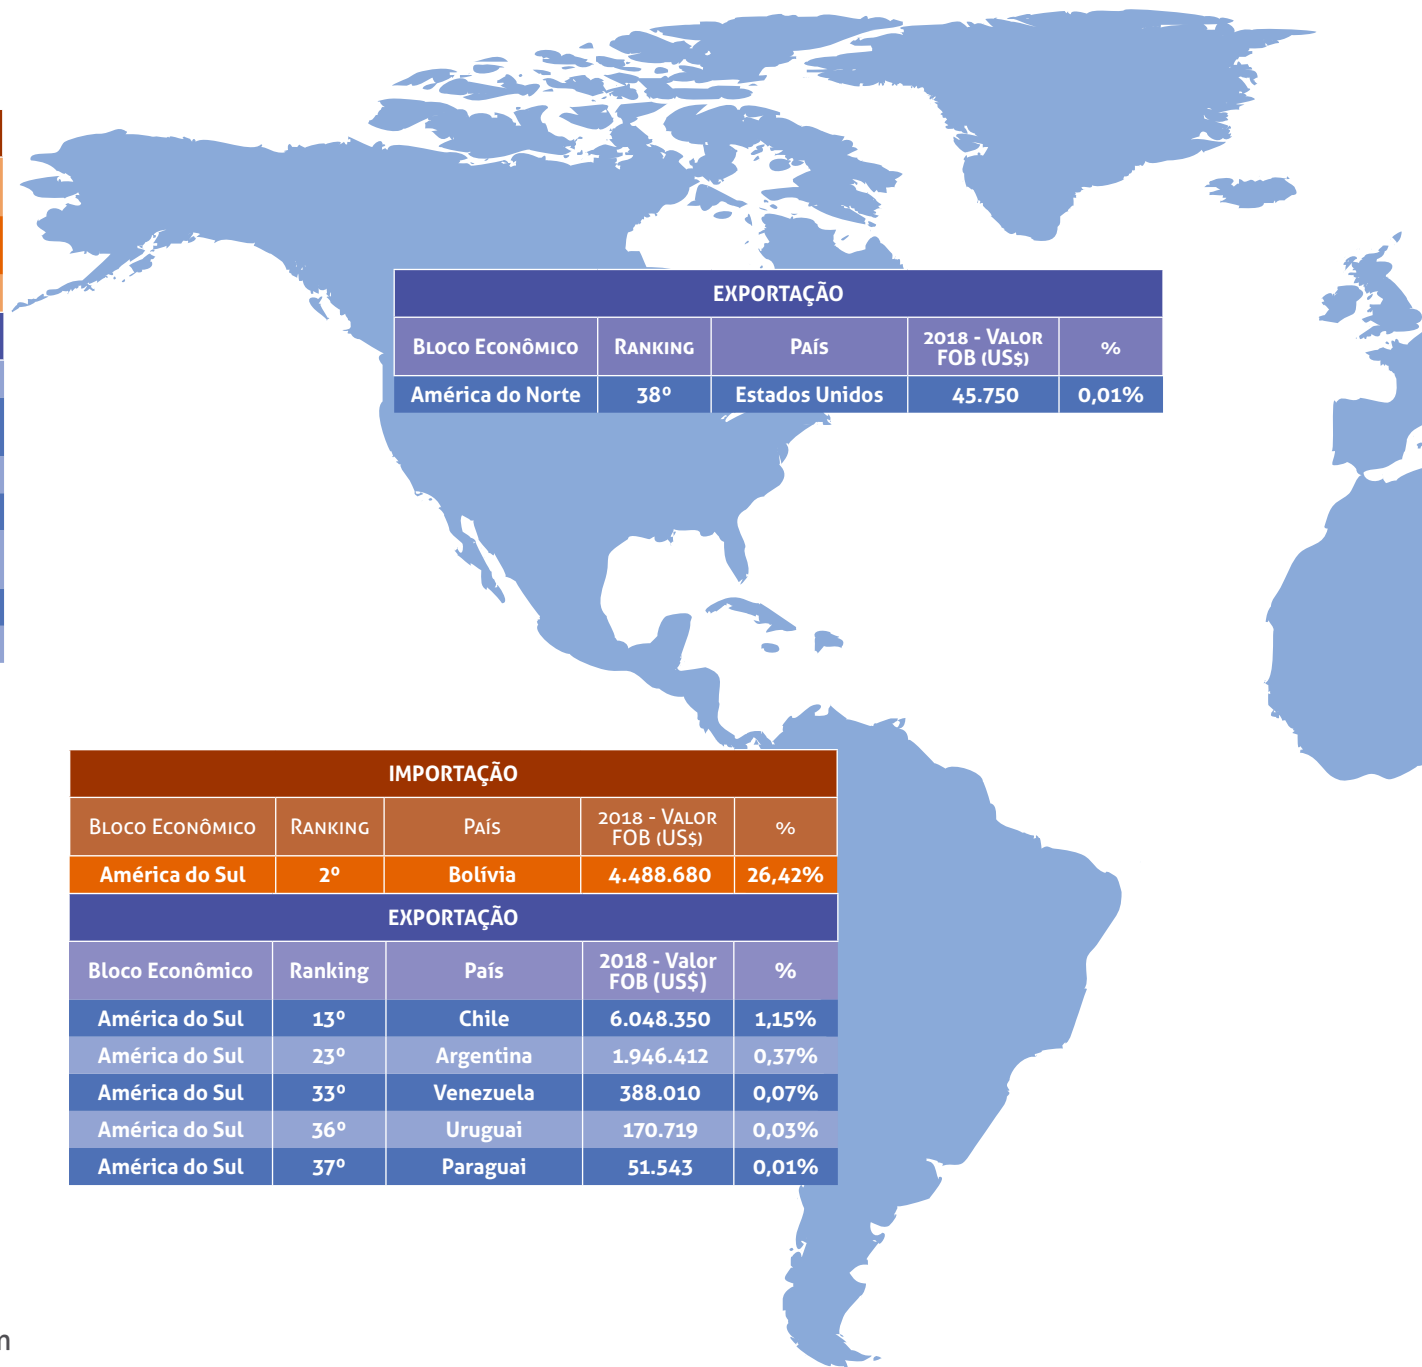 EXPORTAÇÃO
Bloco Econômico Ranking País 2018 - Valor FOB (US$) %
América do Norte 38º Estados Unidos 45.750 0,01%
IMPORTAÇÃO
Bloco Econômico Ranking País 2018 - Valor FOB (US$) %
América do Sul 2º Bolívia 4.488.680 26,42%
EXPORTAÇÃO
Bloco Econômico Ranking País 2018 - Valor FOB (US$) %
América do Sul 13º Chile 6.048.350 1,15%
América do Sul 23º Argentina 1.946.412 0,37%
América do Sul 33º Venezuela 388.010 0,07%
América do Sul 36º Uruguai 170.719 0,03%
América do Sul 37º Paraguai 51.543 0,01%